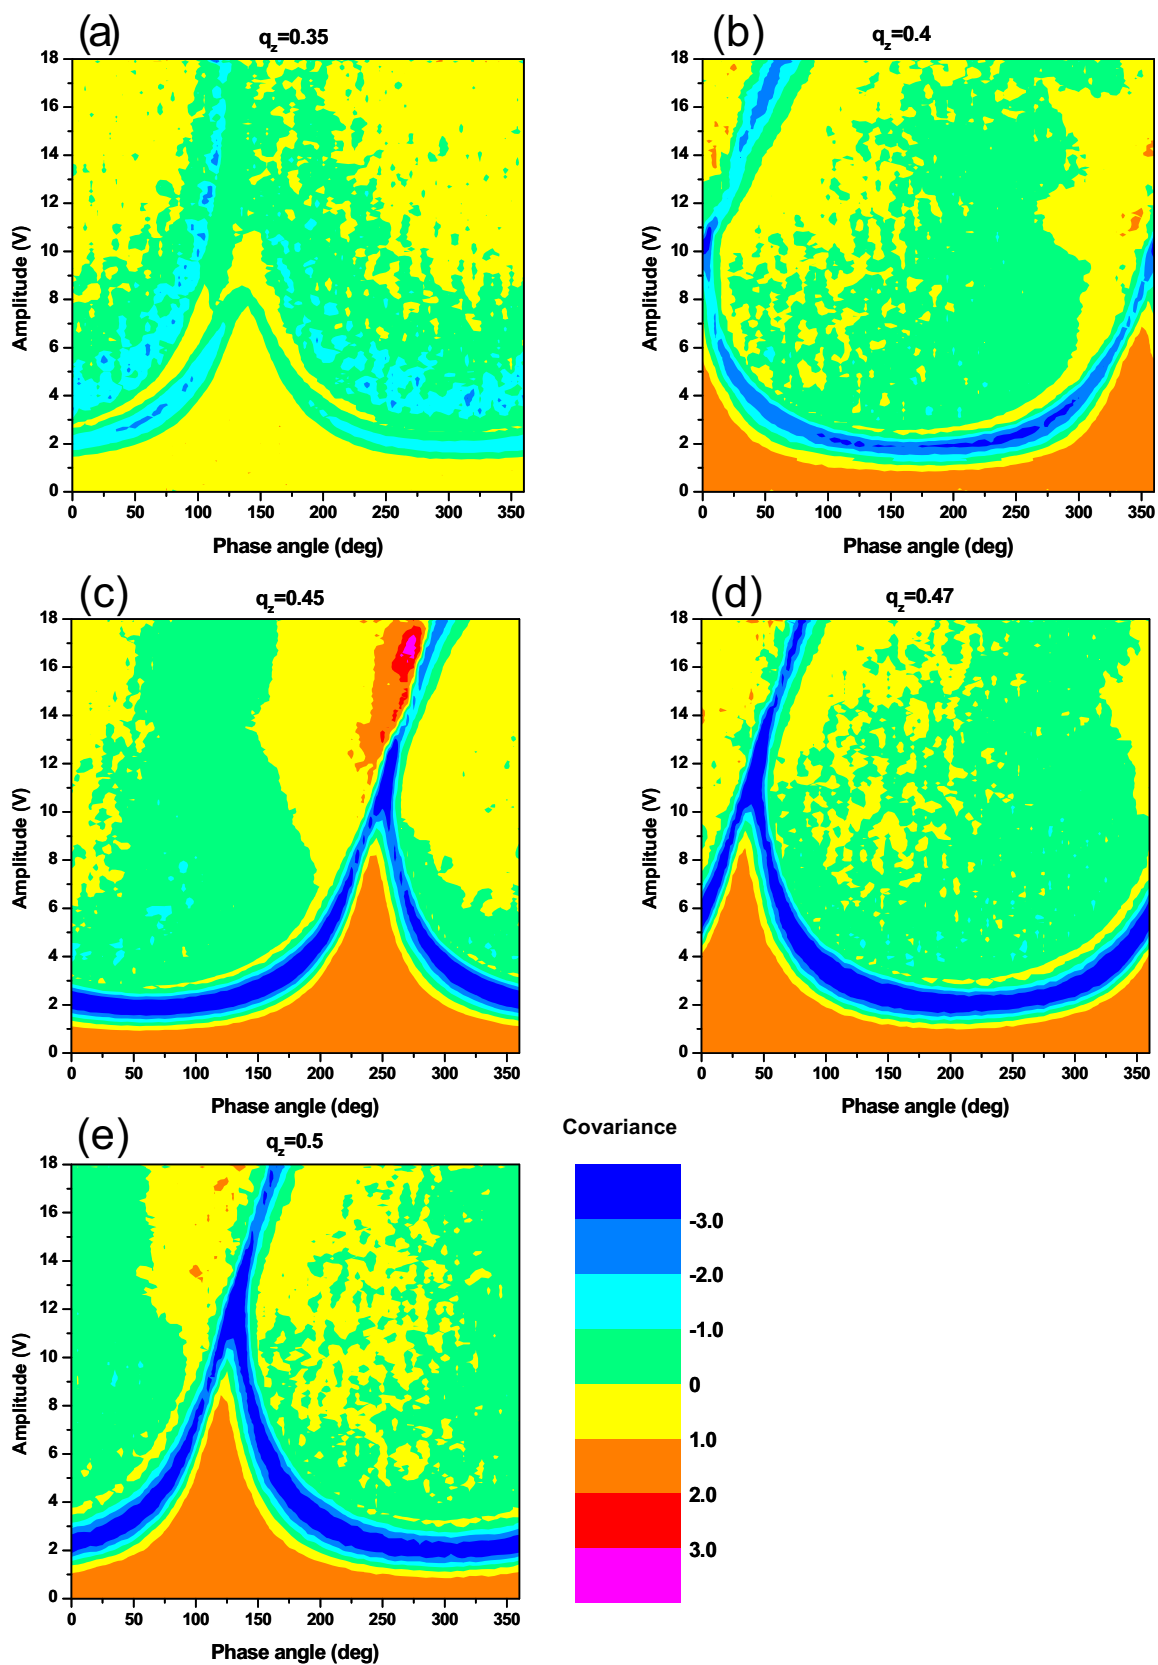 (a)
q_z=0.35
18
16
14
12
10
8
6
4
2
0
Amplitude (V)
0 50 100 150 200 250 300 350
Phase angle (deg)
(b)
q_z=0.4
18
16
14
12
10
8
6
4
2
0
Amplitude (V)
0 50 100 150 200 250 300 350
Phase angle (deg)
(c)
q_z=0.45
18
16
14
12
10
8
6
4
2
0
Amplitude (V)
0 50 100 150 200 250 300 350
Phase angle (deg)
(d)
q_z=0.47
18
16
14
12
10
8
6
4
2
0
Amplitude (V)
0 50 100 150 200 250 300 350
Phase angle (deg)
(e)
q_z=0.5
18
16
14
12
10
8
6
4
2
0
Amplitude (V)
0 50 100 150 200 250 300 350
Phase angle (deg)
Covariance
-3.0
-2.0
-1.0
0
1.0
2.0
3.0